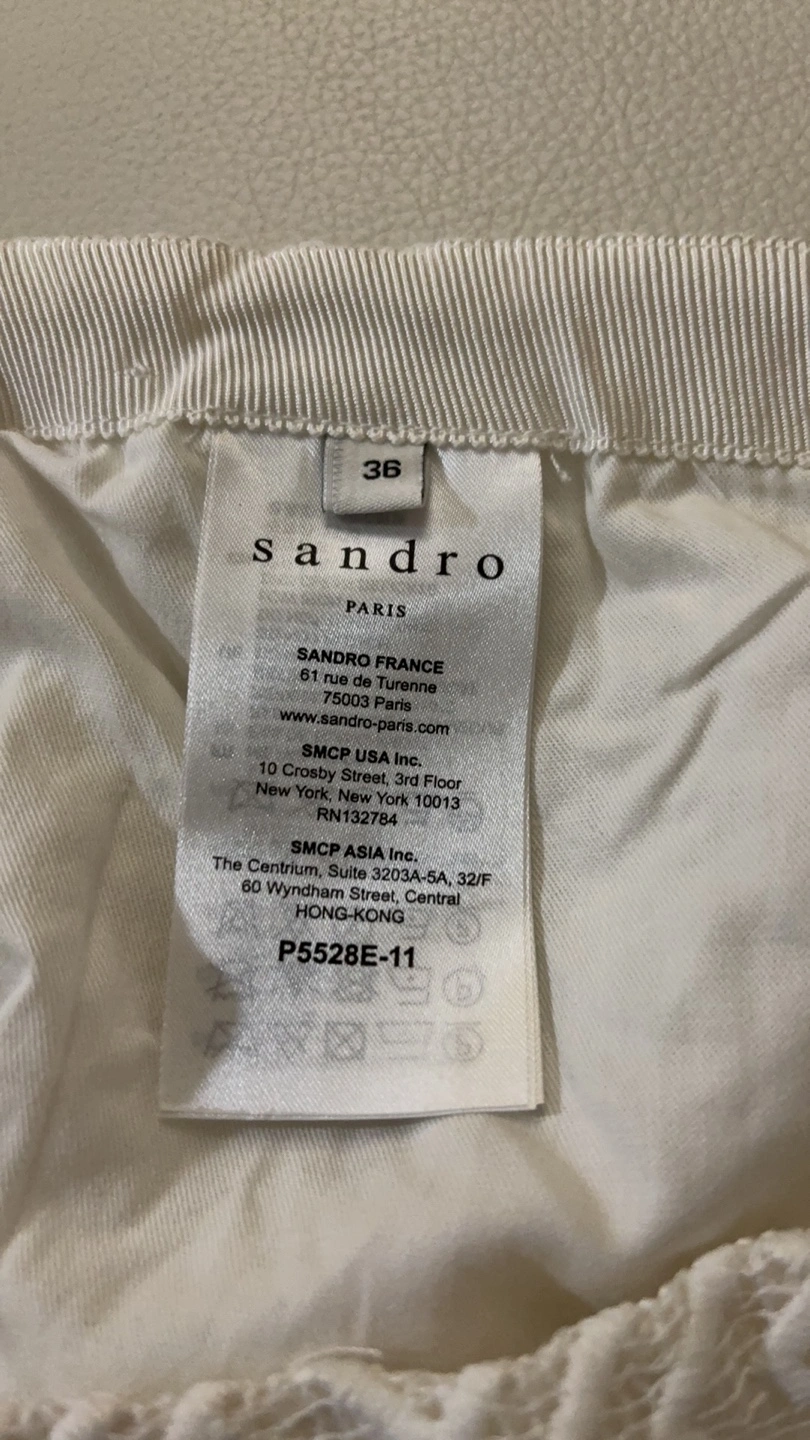 36
sandro
PARIS
SANDRO FRANCE
61 rue de Turenne
75003 Paris
www.sandro-paris.com
SMCP USA Inc.
10 Crosby Street, 3rd Floor
New York, New York 10013
RN132784
SMCP ASIA Inc.
The Centrium, Suite 3203A-5A, 32/F
60 Wyndham Street, Central
HONG-KONG
P5528E-11